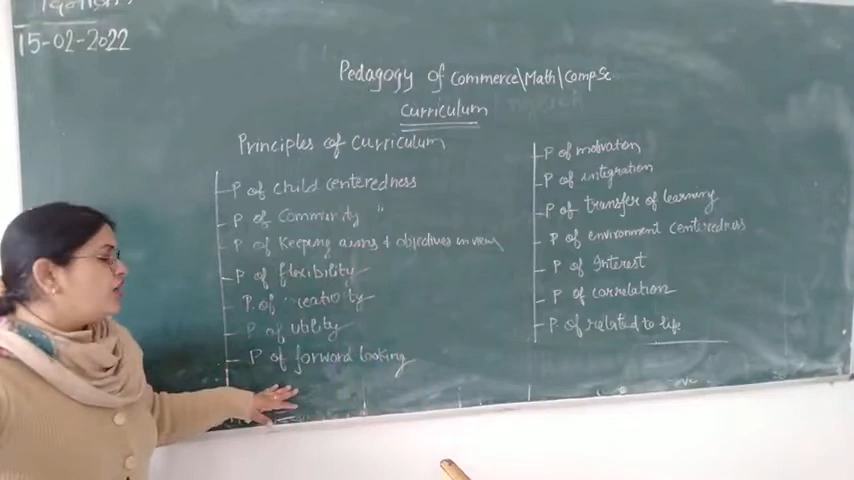 15-02-2022
Pedagogy of Commerce\Math\Comp Sc
Curriculum
Principles of Curriculum
P of child centeredness
P of Community "
P of Keeping aims & objectives in view
P of flexibility
P. of creativity
P of utility
P of forward looking
P of motivation
P of integration
P of transfer of learning
P of environment centeredness
P of Interest
P of correlation
P. of related to life